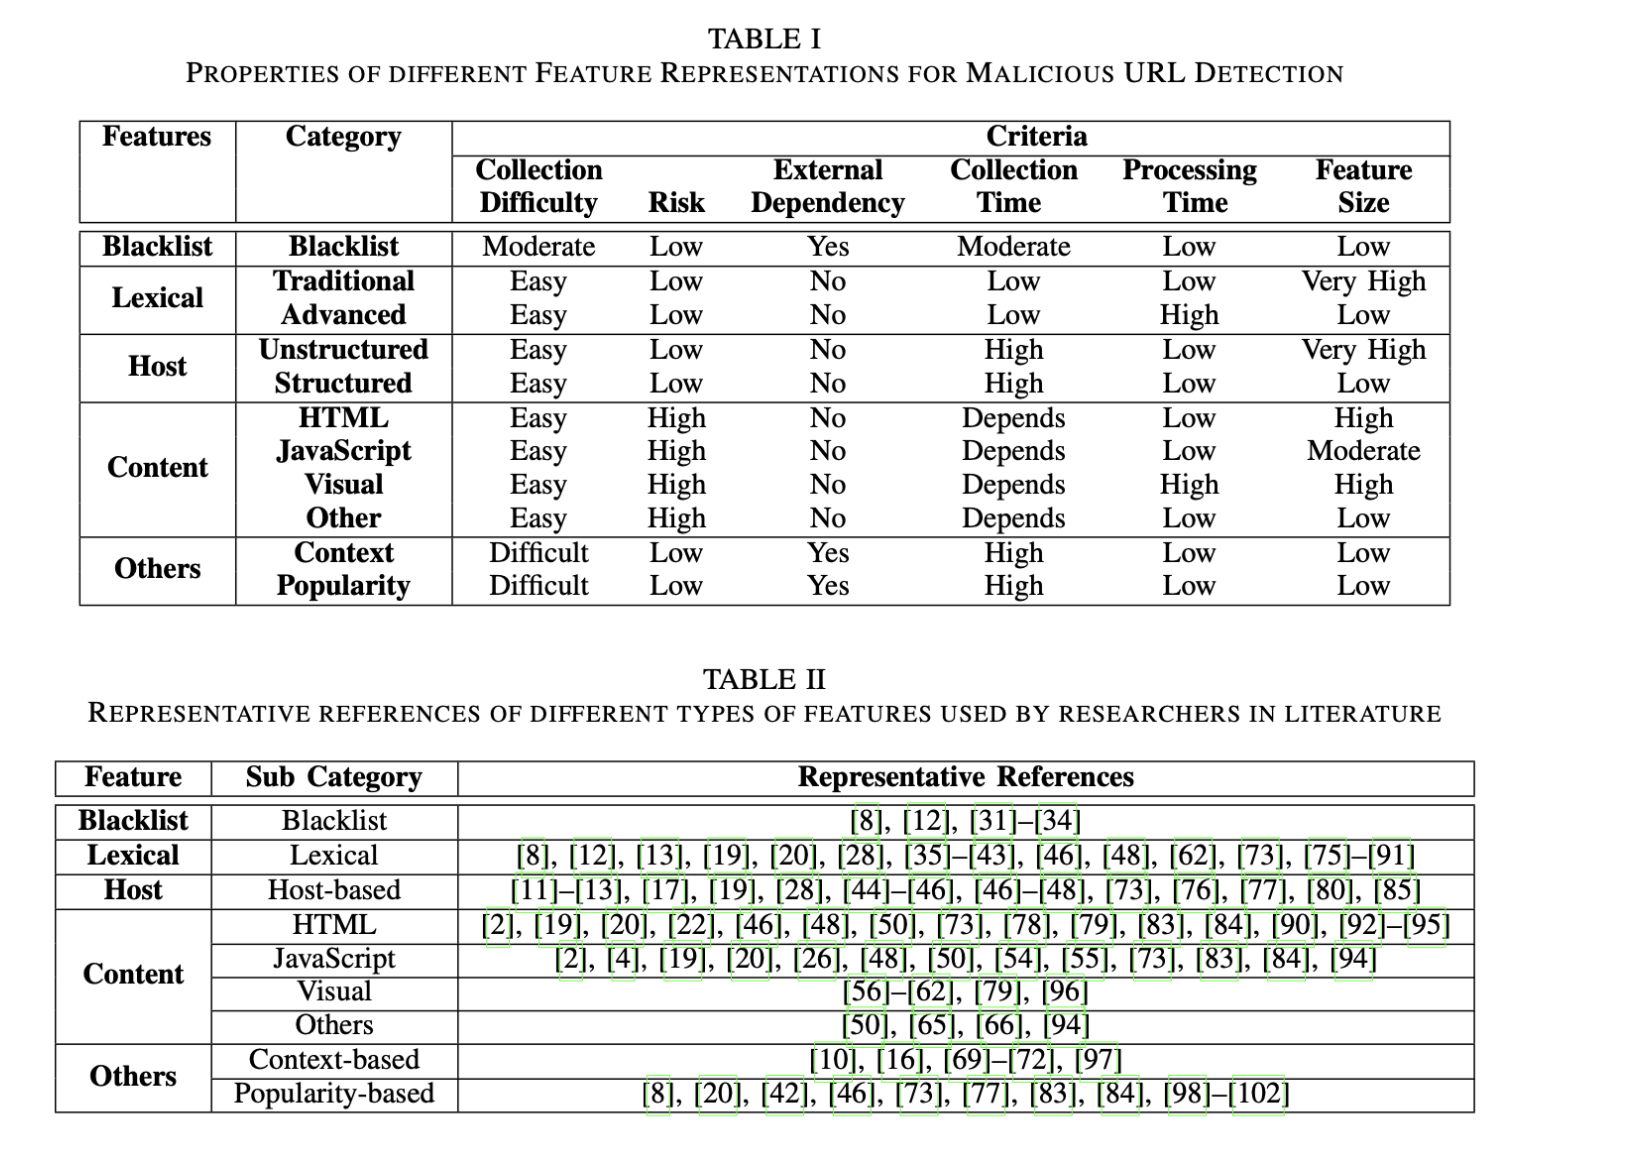 TABLE I
PROPERTIES OF DIFFERENT FEATURE REPRESENTATIONS FOR MALICIOUS URL DETECTION
Features Category Criteria
Collection External Collection Processing Feature
Difficulty Risk Dependency Time Time Size
Blacklist Blacklist Moderate Low Yes Moderate Low Low
Lexical Traditional Easy Low No Low Low Very High
Advanced Easy Low No Low High Low
Host Unstructured Easy Low No High Low Very High
Structured Easy Low No High Low Low
Content HTML Easy High No Depends Low High
JavaScript Easy High No Depends Low Moderate
Visual Easy High No Depends High High
Other Easy High No Depends Low Low
Others Context Difficult Low Yes High Low Low
Popularity Difficult Low Yes High Low Low
TABLE II
REPRESENTATIVE REFERENCES OF DIFFERENT TYPES OF FEATURES USED BY RESEARCHERS IN LITERATURE
Feature Sub Category Representative References
Blacklist Blacklist [8], [12], [31]–[34]
Lexical Lexical [8], [12], [13], [19], [20], [28], [35]–[43], [46], [48], [62], [73], [75]–[91]
Host Host-based [11]–[13], [17], [19], [28], [44]–[46], [46]–[48], [73], [76], [77], [80], [85]
Content HTML [2], [19], [20], [22], [46], [48], [50], [73], [78], [79], [83], [84], [90], [92]–[95]
JavaScript [2], [4], [19], [20], [26], [48], [50], [54], [55], [73], [83], [84], [94]
Visual [56]–[62], [79], [96]
Others [50], [65], [66], [94]
Others Context-based [10], [16], [69]–[72], [97]
Popularity-based [8], [20], [42], [46], [73], [77], [83], [84], [98]–[102]